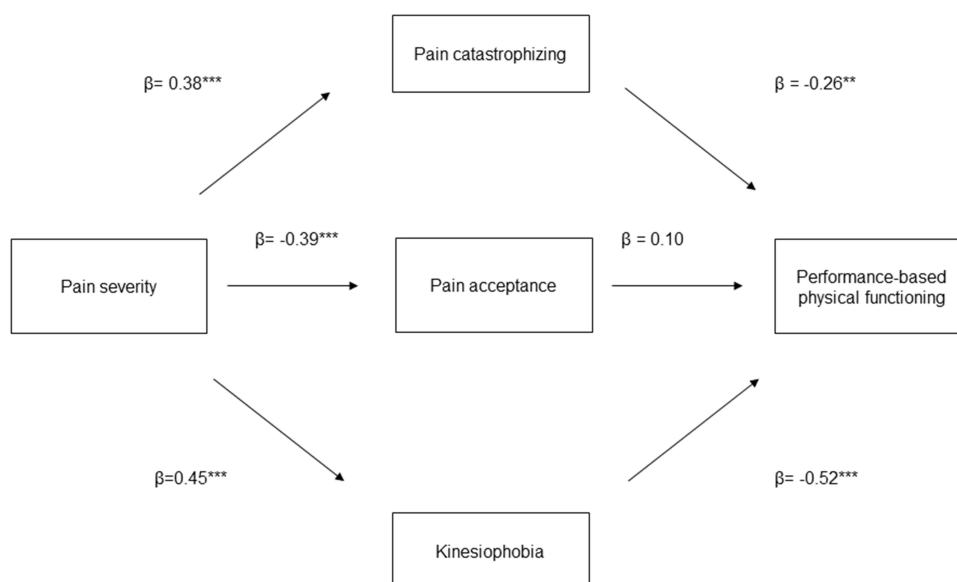 Pain catastrophizing
β= 0.38***
β = -0.26**
β= -0.39***
β = 0.10
Pain severity
Pain acceptance
Performance-based
physical functioning
β=0.45***
β= -0.52***
Kinesiophobia